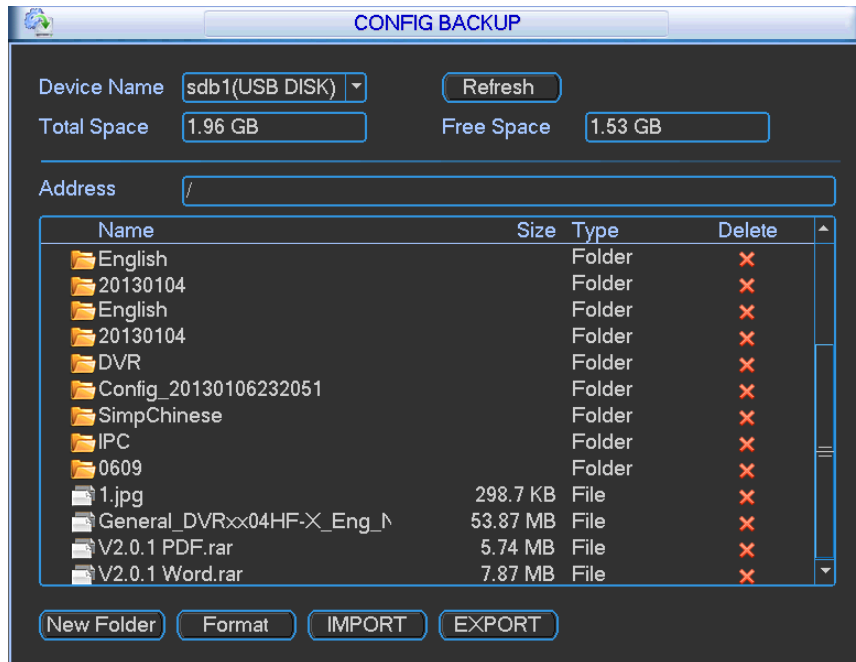 CONFIG BACKUP
Device Name sdb1(USB DISK) Refresh
Total Space 1.96 GB Free Space 1.53 GB
Address /
Name Size Type Delete
English Folder
20130104 Folder
English Folder
20130104 Folder
DVR Folder
Config_20130106232051 Folder
SimpChinese Folder
IPC Folder
0609 Folder
1.jpg 298.7 KB File
General_DVRxx04HF-X_Eng_N 53.87 MB File
V2.0.1 PDF.rar 5.74 MB File
V2.0.1 Word.rar 7.87 MB File
New Folder Format IMPORT EXPORT